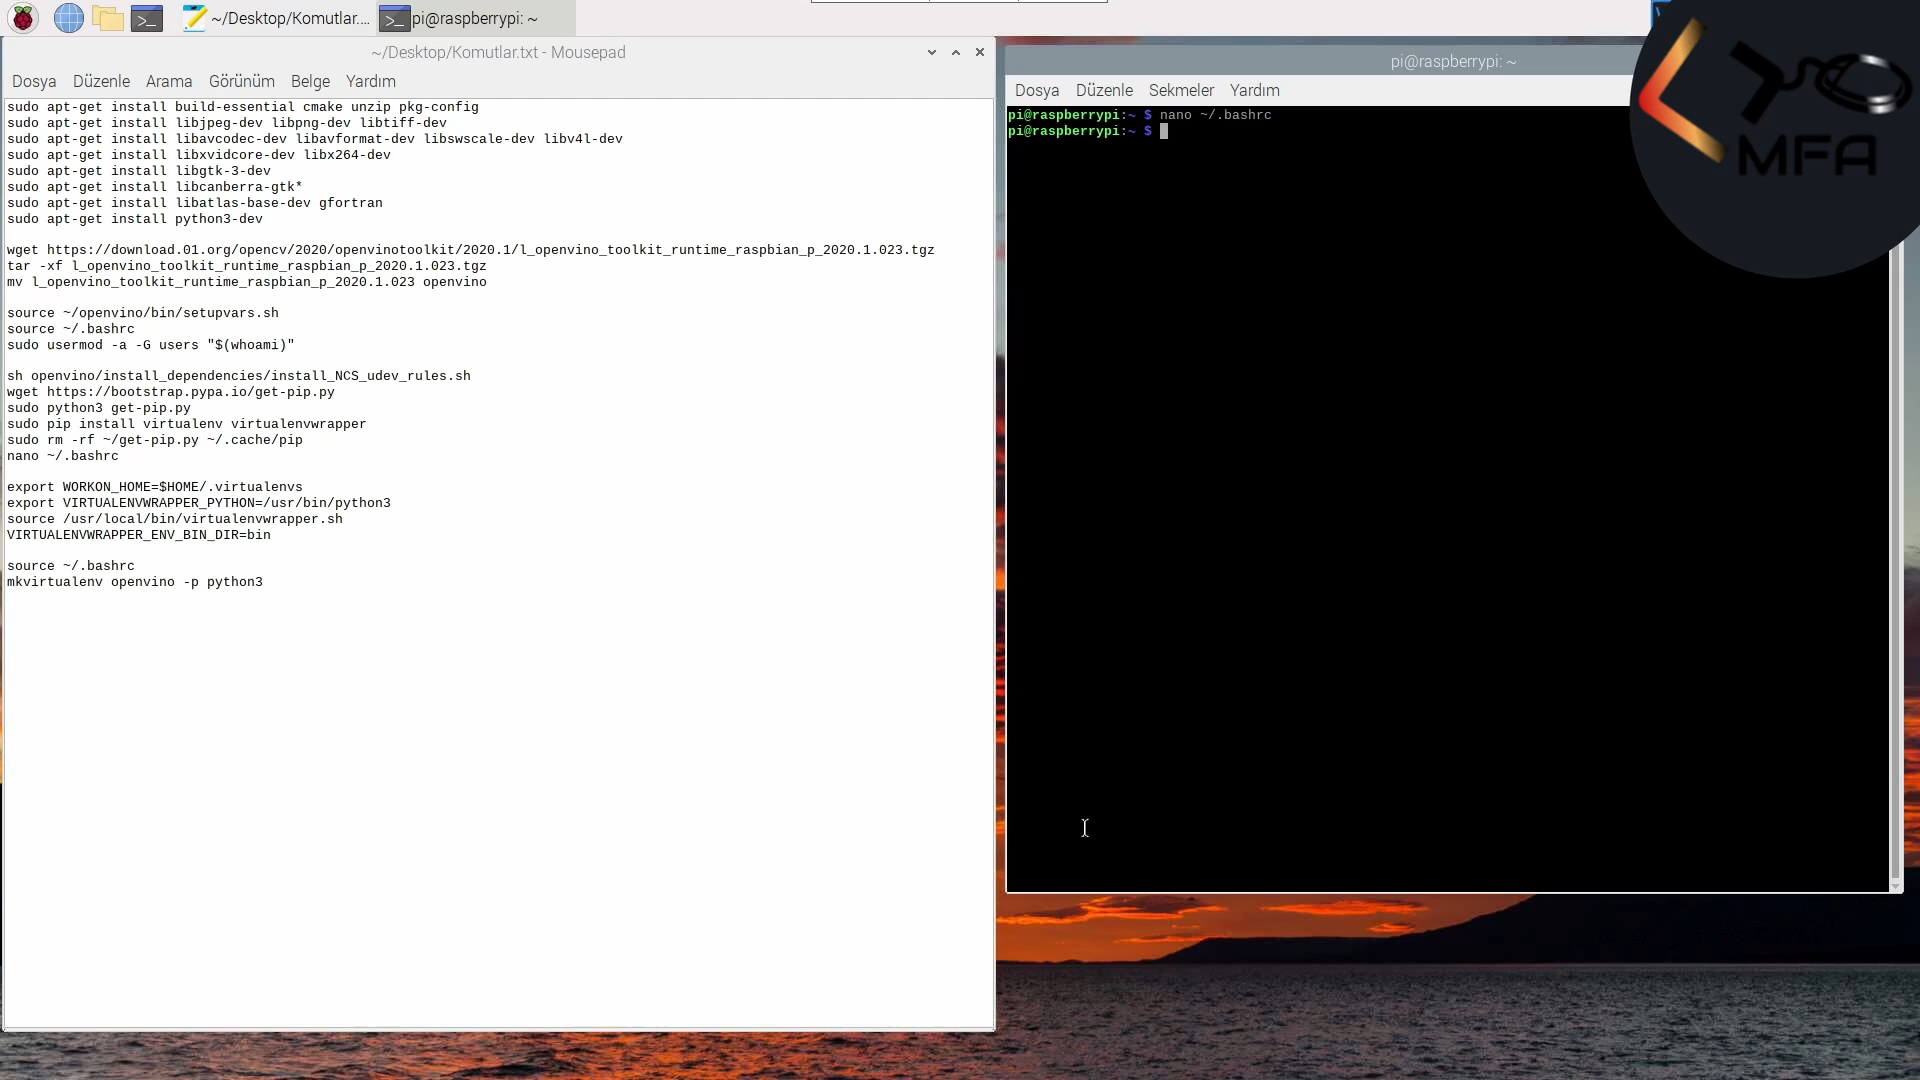 ~/Desktop/Komutlar....
pi@raspberrypi: ~
~/Desktop/Komutlar.txt - Mousepad
Dosya Düzenle Arama Görünüm Belge Yardım
sudo apt-get install build-essential cmake unzip pkg-config
sudo apt-get install libjpeg-dev libpng-dev libtiff-dev
sudo apt-get install libavcodec-dev libavformat-dev libswscale-dev libv4l-dev
sudo apt-get install libxvidcore-dev libx264-dev
sudo apt-get install libgtk-3-dev
sudo apt-get install libcanberra-gtk*
sudo apt-get install libatlas-base-dev gfortran
sudo apt-get install python3-dev
wget https://download.01.org/opencv/2020/openvinotoolkit/2020.1/l_openvino_toolkit_runtime_raspbian_p_2020.1.023.tgz
tar -xf l_openvino_toolkit_runtime_raspbian_p_2020.1.023.tgz
mv l_openvino_toolkit_runtime_raspbian_p_2020.1.023 openvino
source ~/openvino/bin/setupvars.sh
source ~/.bashrc
sudo usermod -a -G users "$(whoami)"
sh openvino/install_dependencies/install_NCS_udev_rules.sh
wget https://bootstrap.pypa.io/get-pip.py
sudo python3 get-pip.py
sudo pip install virtualenv virtualenvwrapper
sudo rm -rf ~/get-pip.py ~/.cache/pip
nano ~/.bashrc
export WORKON_HOME=$HOME/.virtualenvs
export VIRTUALENVWRAPPER_PYTHON=/usr/bin/python3
source /usr/local/bin/virtualenvwrapper.sh
VIRTUALENVWRAPPER_ENV_BIN_DIR=bin
source ~/.bashrc
mkvirtualenv openvino -p python3
pi@raspberrypi: ~
Dosya Düzenle Sekmeler Yardım
pi@raspberrypi:~ $ nano ~/.bashrc
pi@raspberrypi:~ $
MFA